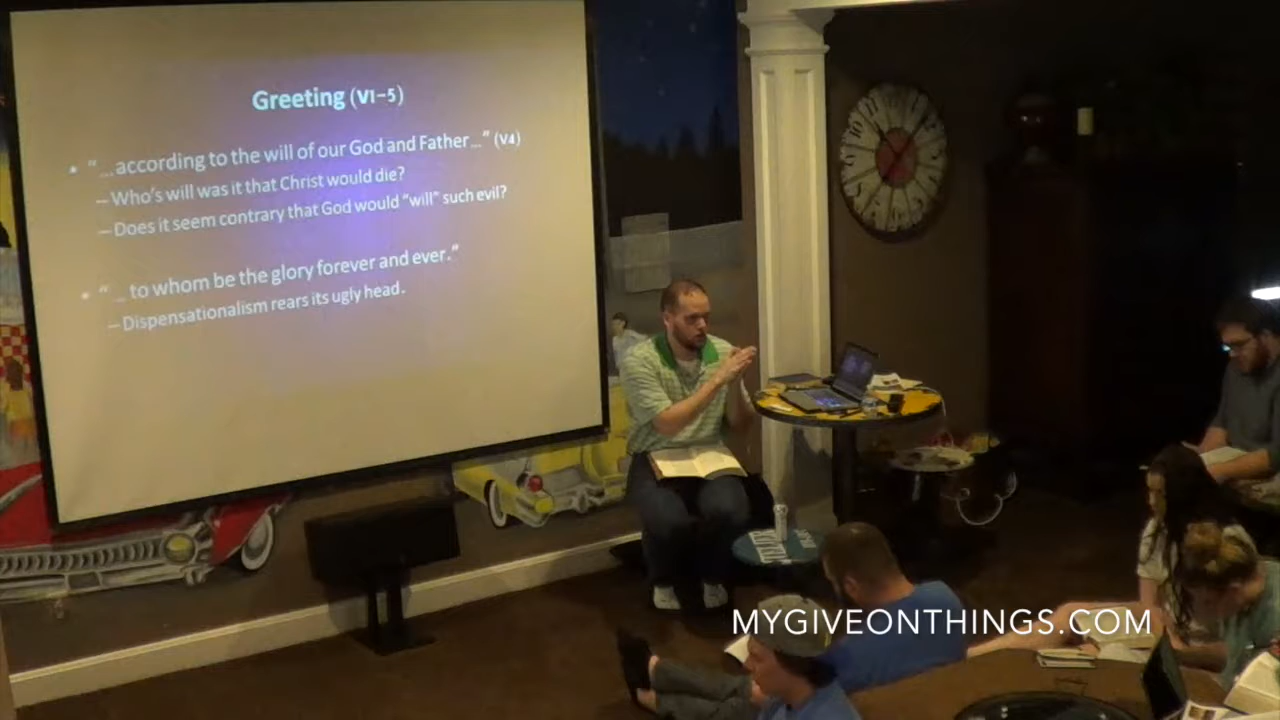 Greeting (V1-5)
• "…according to the will of our God and Father…" (V4)
– Who's will was it that Christ would die?
– Does it seem contrary that God would "will" such evil?
• "… to whom be the glory forever and ever."
– Dispensationalism rears its ugly head.
MYGIVEONTHINGS.COM